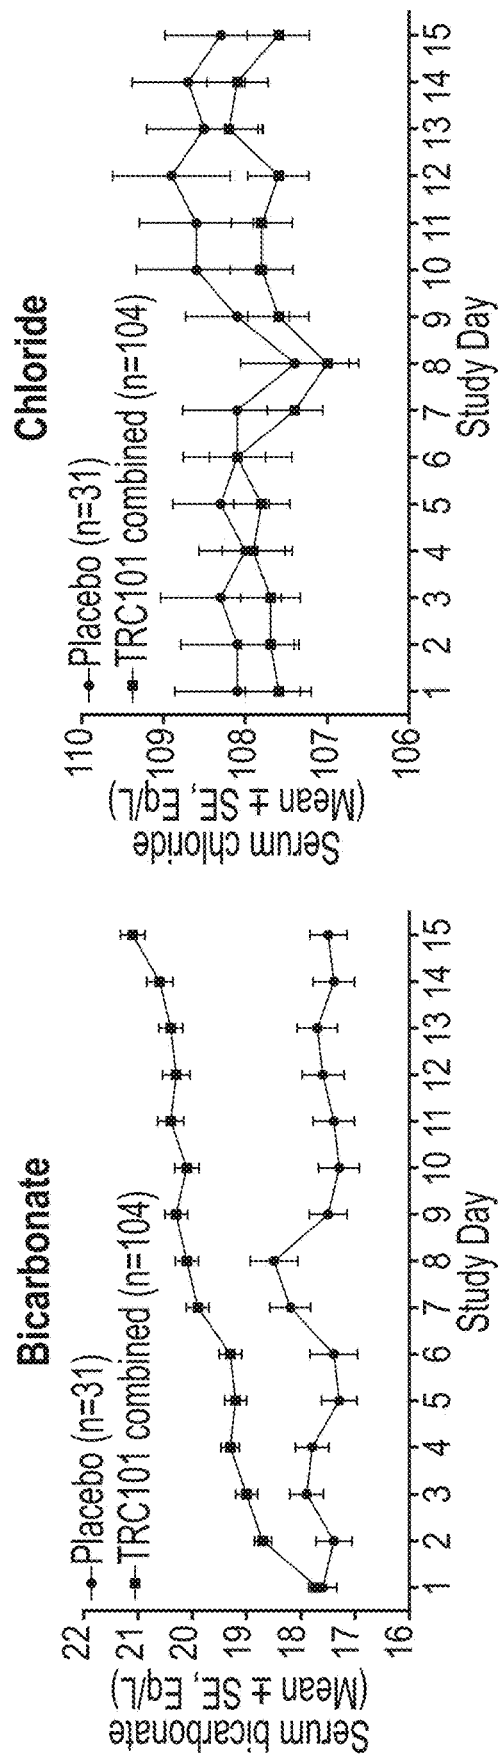 Bicarbonate
Placebo (n=31)
TRC101 combined (n=104)
Serum bicarbonate
(Mean ± SE, Eq/L)
22
21
20
19
18
17
16
1 2 3 4 5 6 7 8 9 10 11 12 13 14 15
Study Day
Chloride
Placebo (n=31)
TRC101 combined (n=104)
Serum chloride
(Mean ± SE, Eq/L)
110
109
108
107
106
1 2 3 4 5 6 7 8 9 10 11 12 13 14 15
Study Day